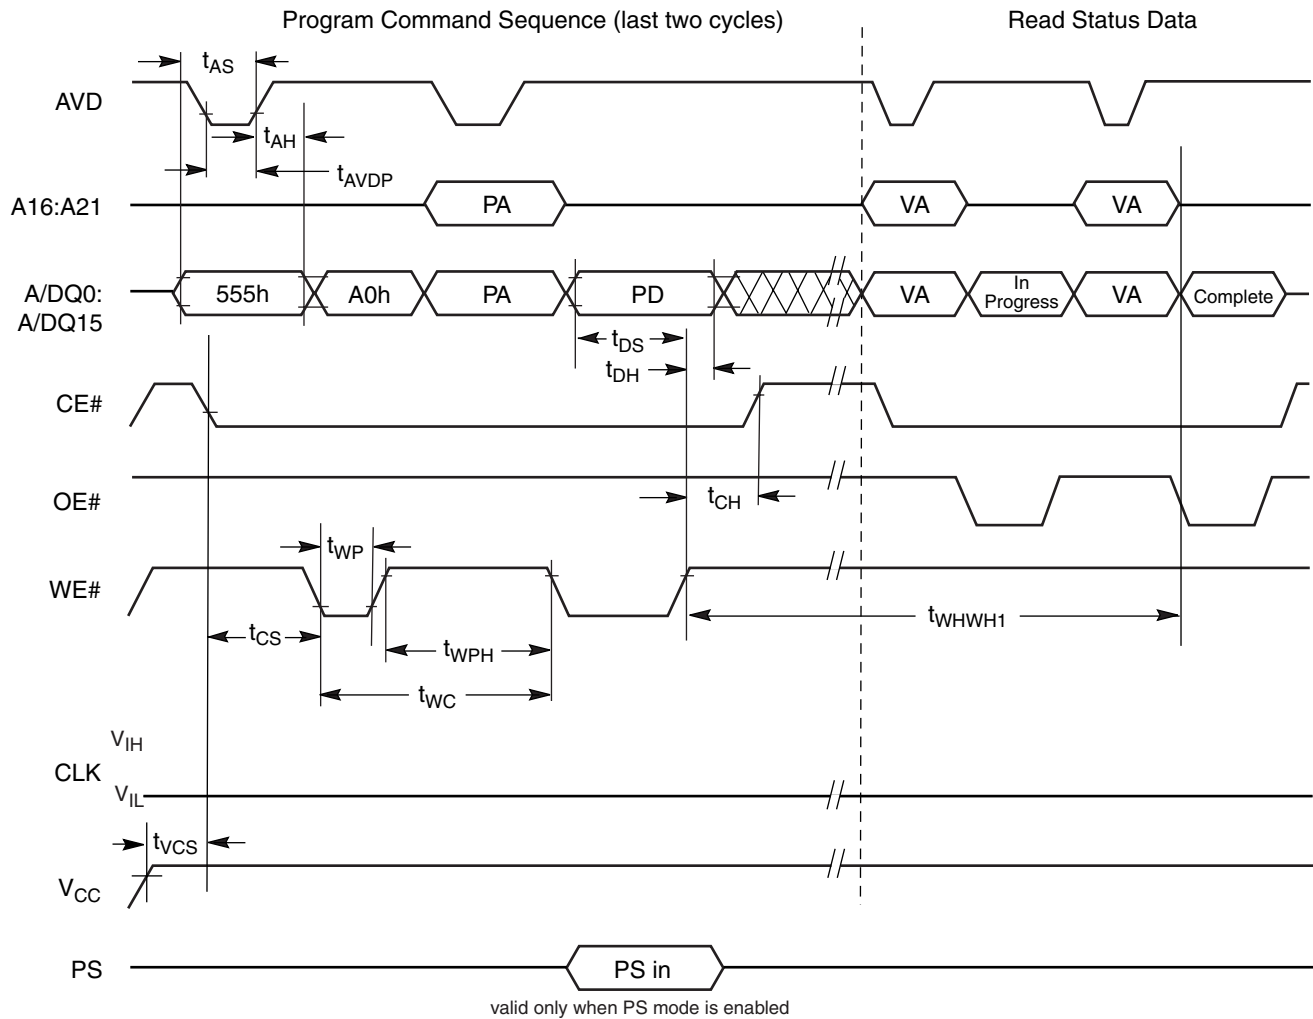 Program Command Sequence (last two cycles)
Read Status Data
tAS
AVD
tAH
tAVDP
A16:A21
PA
VA
VA
A/DQ0:
A/DQ15
555h
A0h
PA
PD
VA
In
Progress
VA
Complete
tDS
tDH
CE#
OE#
tCH
tWP
WE#
tWHWH1
tCS
tWPH
tWC
VIH
CLK
VIL
tVCS
VCC
PS
PS in
valid only when PS mode is enabled